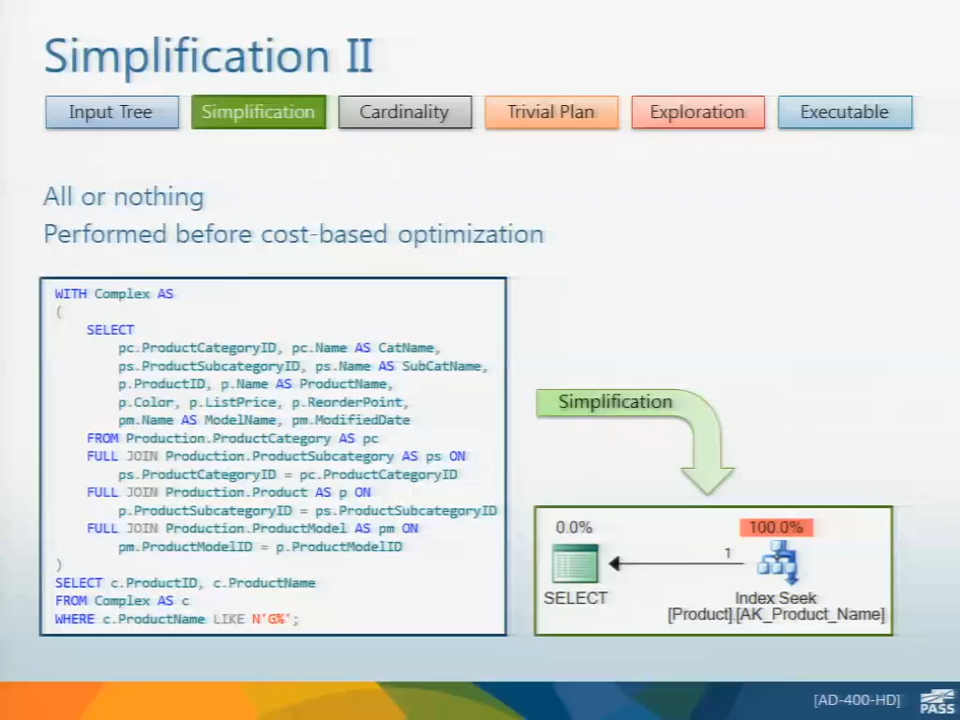 Simplification II
Input Tree
Simplification
Cardinality
Trivial Plan
Exploration
Executable
All or nothing
Performed before cost-based optimization
WITH Complex AS
(
SELECT
pc.ProductCategoryID, pc.Name AS CatName,
ps.ProductSubcategoryID, ps.Name AS SubCatName,
p.ProductID, p.Name AS ProductName,
p.Color, p.ListPrice, p.ReorderPoint,
pm.Name AS ModelName, pm.ModifiedDate
FROM Production.ProductCategory AS pc
FULL JOIN Production.ProductSubcategory AS ps ON
ps.ProductCategoryID = pc.ProductCategoryID
FULL JOIN Production.Product AS p ON
p.ProductSubcategoryID = ps.ProductSubcategoryID
FULL JOIN Production.ProductModel AS pm ON
pm.ProductModelID = p.ProductModelID
)
SELECT c.ProductID, c.ProductName
FROM Complex AS c
WHERE c.ProductName LIKE N'G%';
Simplification
0.0%
100.0%
1
SELECT
Index Seek
[Product].[AK_Product_Name]
[AD-400-HD]
PASS